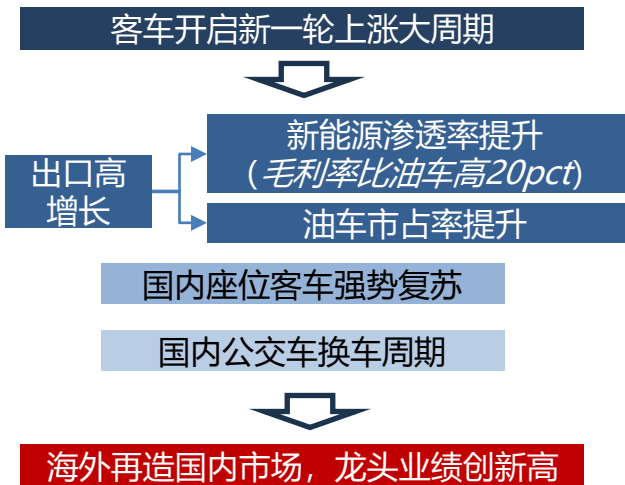 客车开启新一轮上涨大周期
出口高
增长
新能源渗透率提升
（毛利率比油车高20pct）
油车市占率提升
国内座位客车强势复苏
国内公交车换车周期
海外再造国内市场，龙头业绩创新高